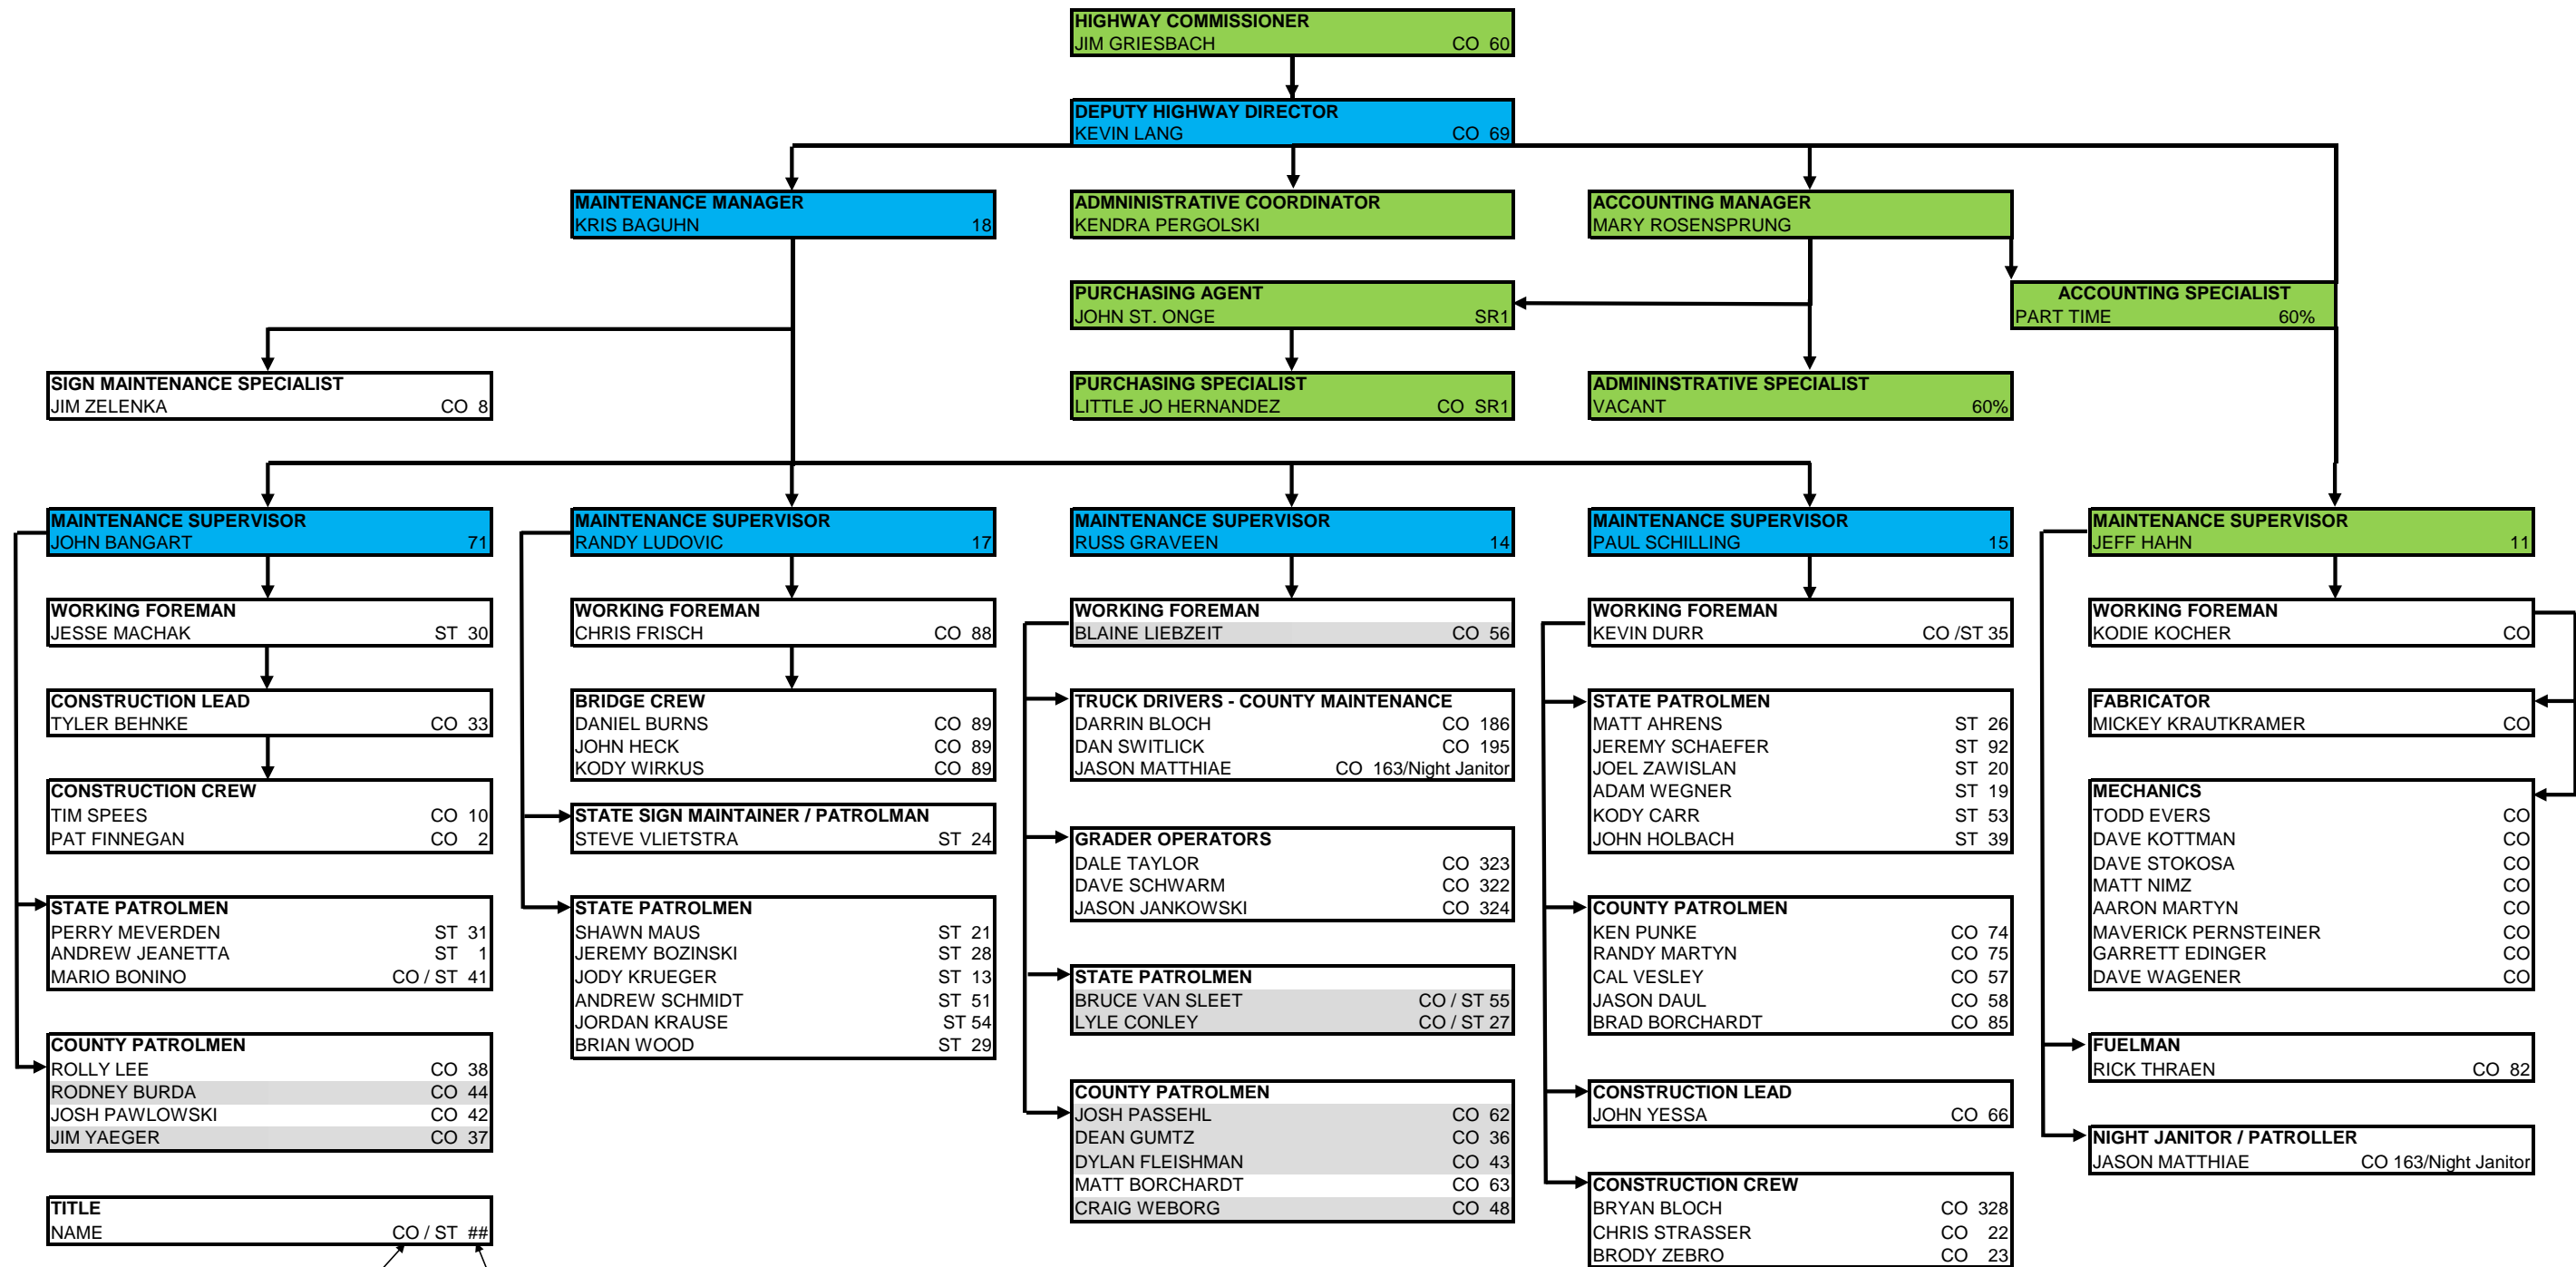 HIGHWAY COMMISSIONER
JIM GRIESBACH CO 60
DEPUTY HIGHWAY DIRECTOR
KEVIN LANG CO 69
MAINTENANCE MANAGER
KRIS BAGUHN 18
ADMNINISTRATIVE COORDINATOR
KENDRA PERGOLSKI
ACCOUNTING MANAGER
MARY ROSENSPRUNG
PURCHASING AGENT
JOHN ST. ONGE SR1
ACCOUNTING SPECIALIST
PART TIME 60%
SIGN MAINTENANCE SPECIALIST
JIM ZELENKA CO 8
PURCHASING SPECIALIST
LITTLE JO HERNANDEZ CO SR1
ADMININSTRATIVE SPECIALIST
VACANT 60%
MAINTENANCE SUPERVISOR
JOHN BANGART 71
WORKING FOREMAN
JESSE MACHAK ST 30
CONSTRUCTION LEAD
TYLER BEHNKE CO 33
CONSTRUCTION CREW
TIM SPEES CO 10
PAT FINNEGAN CO 2
STATE PATROLMEN
PERRY MEVERDEN ST 31
ANDREW JEANETTA ST 1
MARIO BONINO CO / ST 41
COUNTY PATROLMEN
ROLLY LEE CO 38
RODNEY BURDA CO 44
JOSH PAWLOWSKI CO 42
JIM YAEGER CO 37
TITLE
NAME CO / ST ##
MAINTENANCE SUPERVISOR
RANDY LUDOVIC 17
WORKING FOREMAN
CHRIS FRISCH CO 88
BRIDGE CREW
DANIEL BURNS CO 89
JOHN HECK CO 89
KODY WIRKUS CO 89
STATE SIGN MAINTAINER / PATROLMAN
STEVE VLIETSTRA ST 24
STATE PATROLMEN
SHAWN MAUS ST 21
JEREMY BOZINSKI ST 28
JODY KRUEGER ST 13
ANDREW SCHMIDT ST 51
JORDAN KRAUSE ST 54
BRIAN WOOD ST 29
MAINTENANCE SUPERVISOR
RUSS GRAVEEN 14
WORKING FOREMAN
BLAINE LIEBZEIT CO 56
TRUCK DRIVERS - COUNTY MAINTENANCE
DARRIN BLOCH CO 186
DAN SWITLICK CO 195
JASON MATTHIAE CO 163/Night Janitor
GRADER OPERATORS
DALE TAYLOR CO 323
DAVE SCHWARM CO 322
JASON JANKOWSKI CO 324
STATE PATROLMEN
BRUCE VAN SLEET CO / ST 55
LYLE CONLEY CO / ST 27
COUNTY PATROLMEN
JOSH PASSEHL CO 62
DEAN GUMTZ CO 36
DYLAN FLEISHMAN CO 43
MATT BORCHARDT CO 63
CRAIG WEBORG CO 48
MAINTENANCE SUPERVISOR
PAUL SCHILLING 15
WORKING FOREMAN
KEVIN DURR CO /ST 35
STATE PATROLMEN
MATT AHRENS ST 26
JEREMY SCHAEFER ST 92
JOEL ZAWISLAN ST 20
ADAM WEGNER ST 19
KODY CARR ST 53
JOHN HOLBACH ST 39
COUNTY PATROLMEN
KEN PUNKE CO 74
RANDY MARTYN CO 75
CAL VESLEY CO 57
JASON DAUL CO 58
BRAD BORCHARDT CO 85
CONSTRUCTION LEAD
JOHN YESSA CO 66
CONSTRUCTION CREW
BRYAN BLOCH CO 328
CHRIS STRASSER CO 22
BRODY ZEBRO CO 23
MAINTENANCE SUPERVISOR
JEFF HAHN 11
WORKING FOREMAN
KODIE KOCHER CO
FABRICATOR
MICKEY KRAUTKRAMER CO
MECHANICS
TODD EVERS CO
DAVE KOTTMAN CO
DAVE STOKOSA CO
MATT NIMZ CO
AARON MARTYN CO
MAVERICK PERNSTEINER CO
GARRETT EDINGER CO
DAVE WAGENER CO
FUELMAN
RICK THRAEN CO 82
NIGHT JANITOR / PATROLLER
JASON MATTHIAE CO 163/Night Janitor